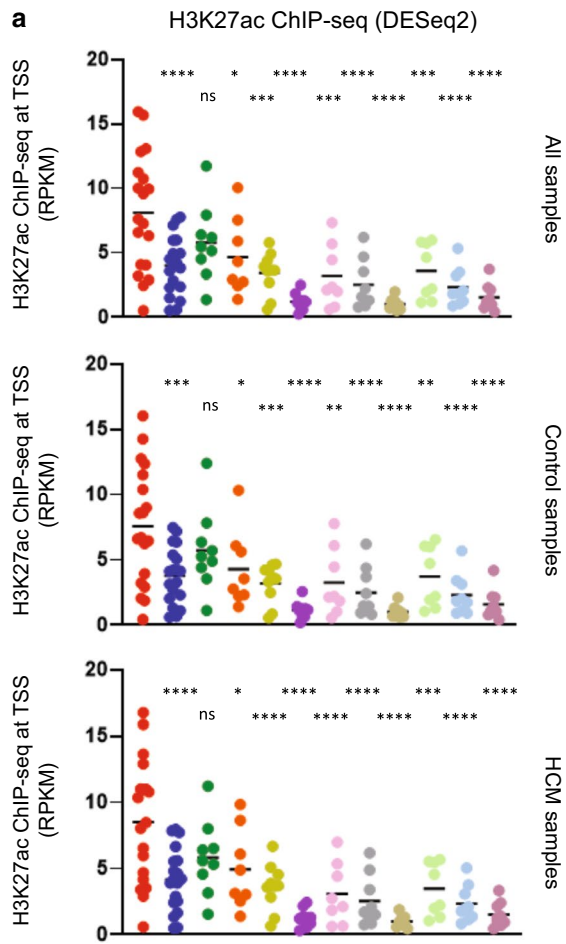 a
H3K27ac ChIP-seq (DESeq2)
H3K27ac ChIP-seq at TSS
(RPKM)
20
15
10
5
0
**** * **** **** *** ****
ns *** *** **** ****
All samples
H3K27ac ChIP-seq at TSS
(RPKM)
20
15
10
5
0
*** * **** **** ** ****
ns *** ** **** ****
Control samples
H3K27ac ChIP-seq at TSS
(RPKM)
20
15
10
5
0
**** * **** **** *** ****
ns **** **** **** ****
HCM samples